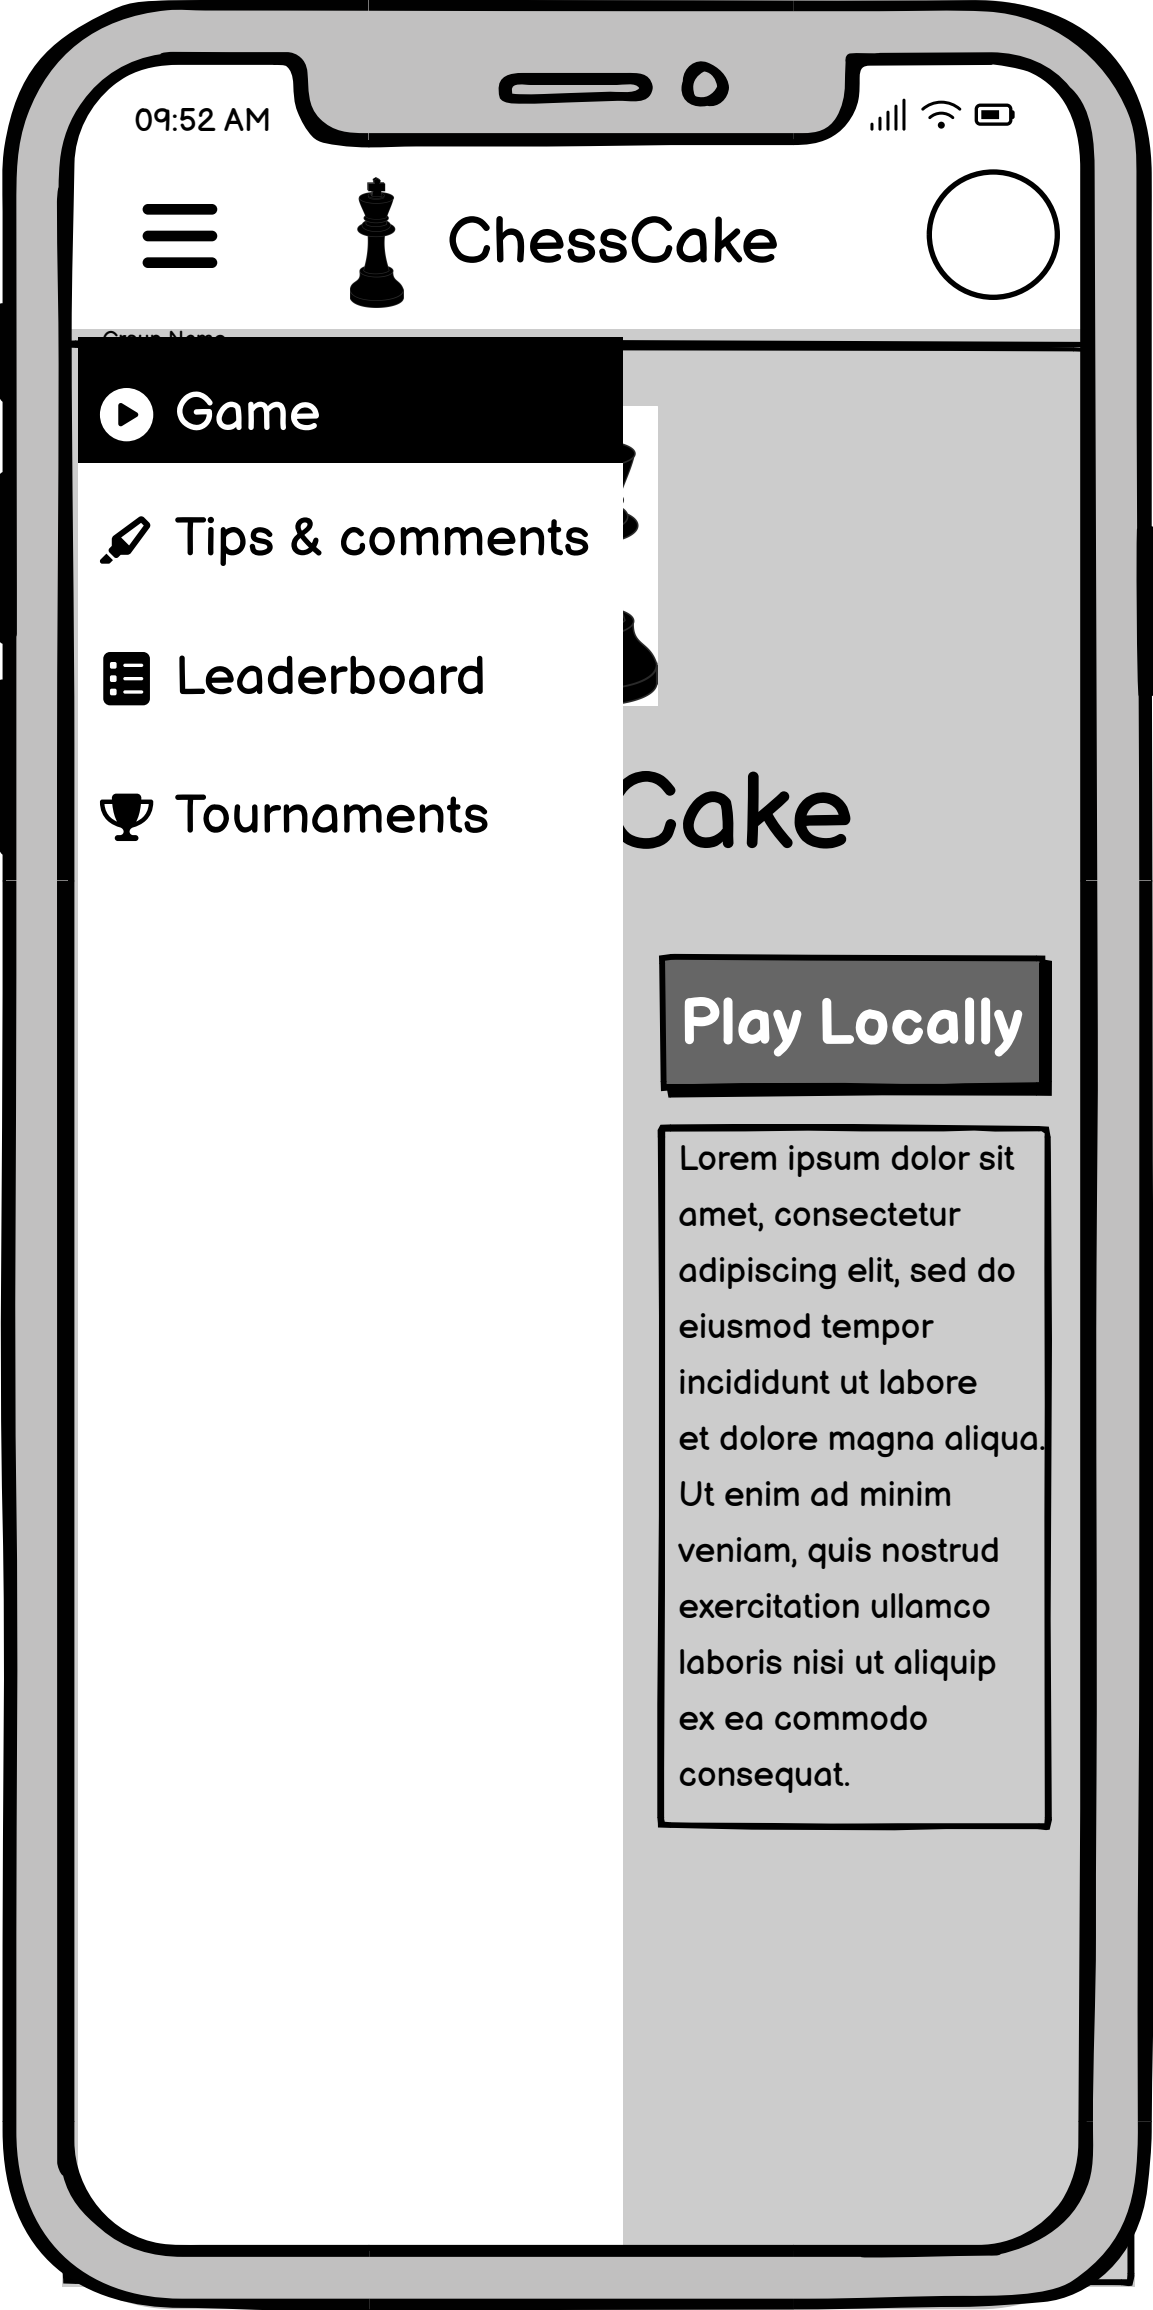 09:52 AM
ChessCake
Group Name
Game
Tips & comments
Leaderboard
Tournaments
Cake
Play Locally
Lorem ipsum dolor sit
amet, consectetur
adipiscing elit, sed do
eiusmod tempor
incididunt ut labore
et dolore magna aliqua.
Ut enim ad minim
veniam, quis nostrud
exercitation ullamco
laboris nisi ut aliquip
ex ea commodo
consequat.